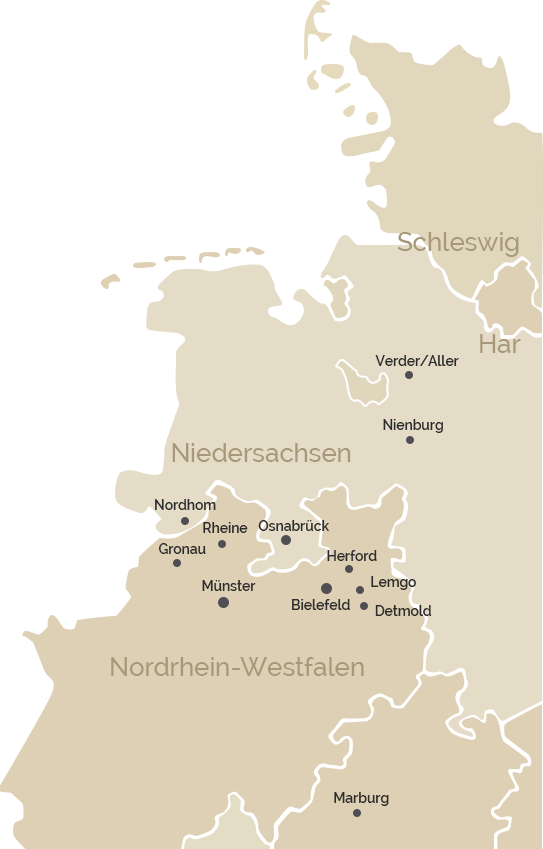 Schleswig
Har
Verder/Aller
Nienburg
Niedersachsen
Nordhom
Rheine
Osnabrück
Gronau
Herford
Münster
Lemgo
Bielefeld
Detmold
Nordrhein-Westfalen
Marburg